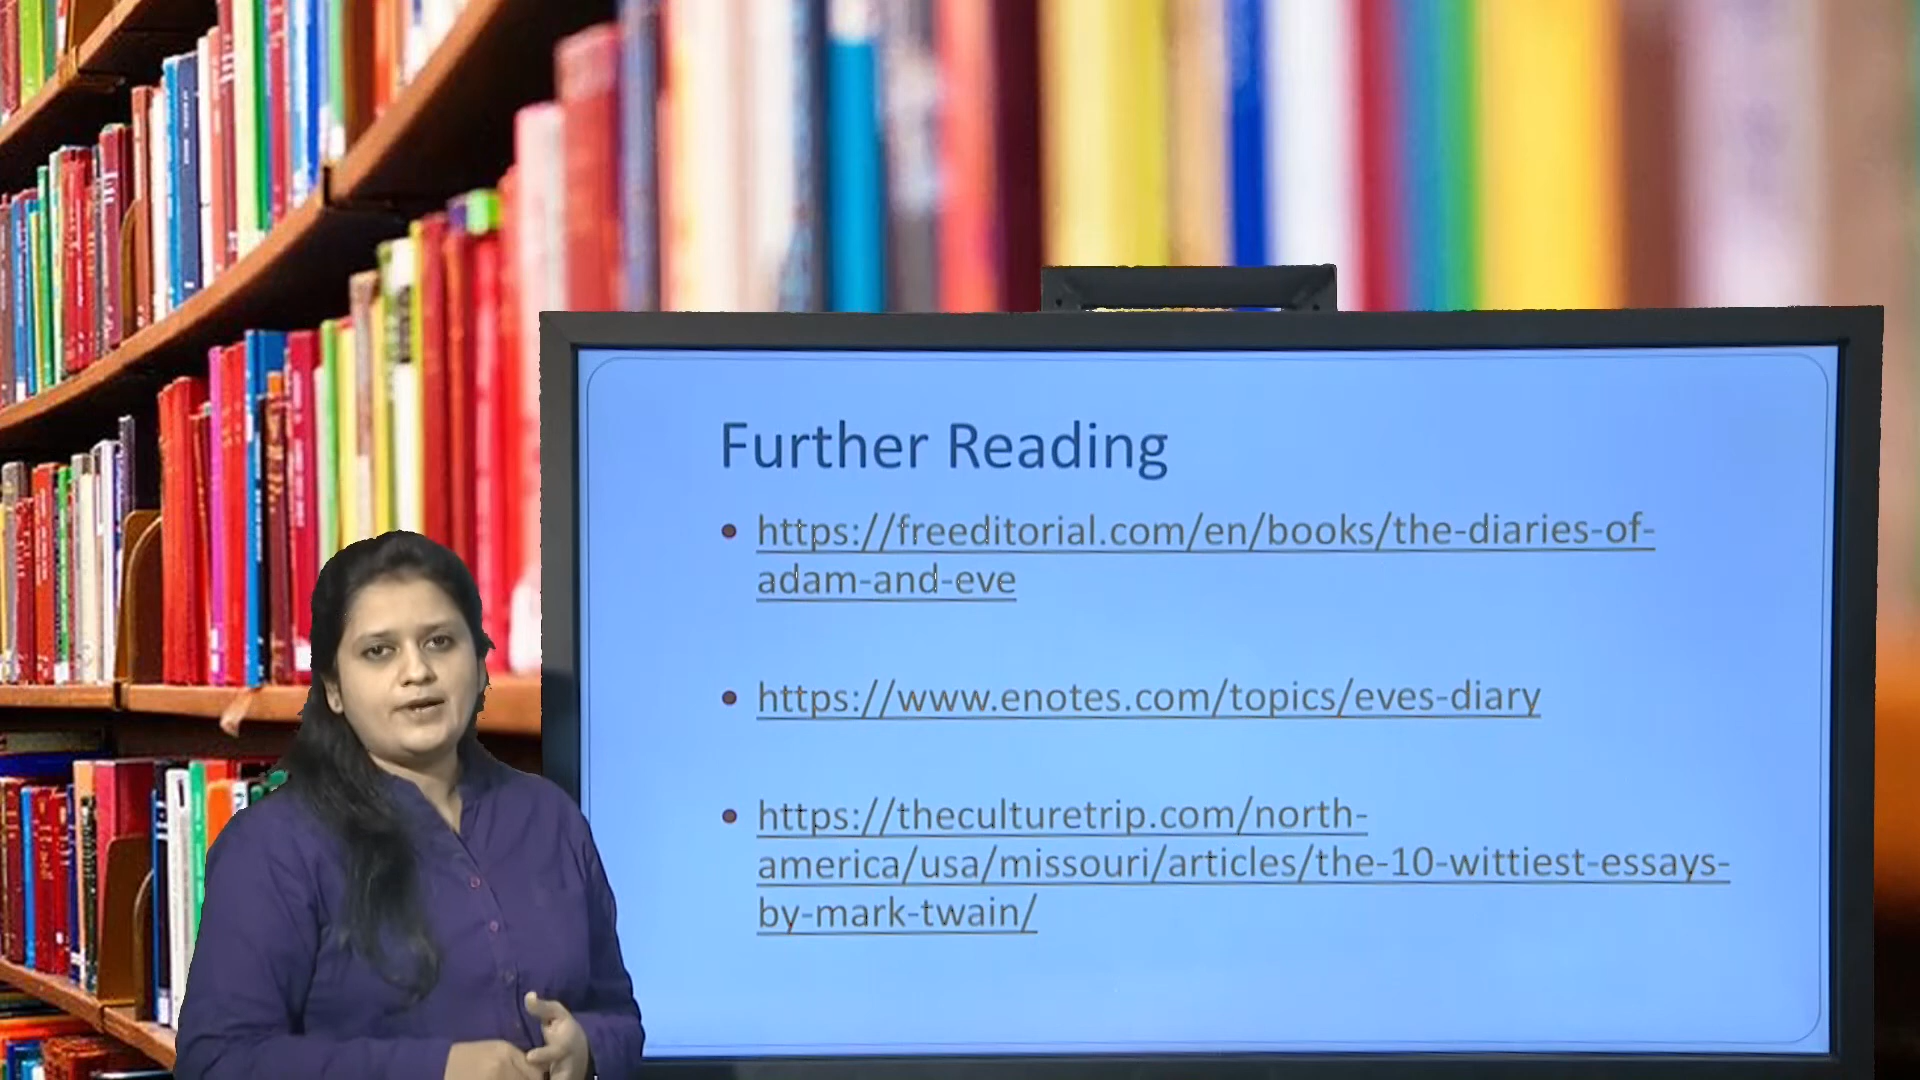 Further Reading
• https://freeditorial.com/en/books/the-diaries-of-
adam-and-eve
• https://www.enotes.com/topics/eves-diary
• https://theculturetrip.com/north-
america/usa/missouri/articles/the-10-wittiest-essays-
by-mark-twain/